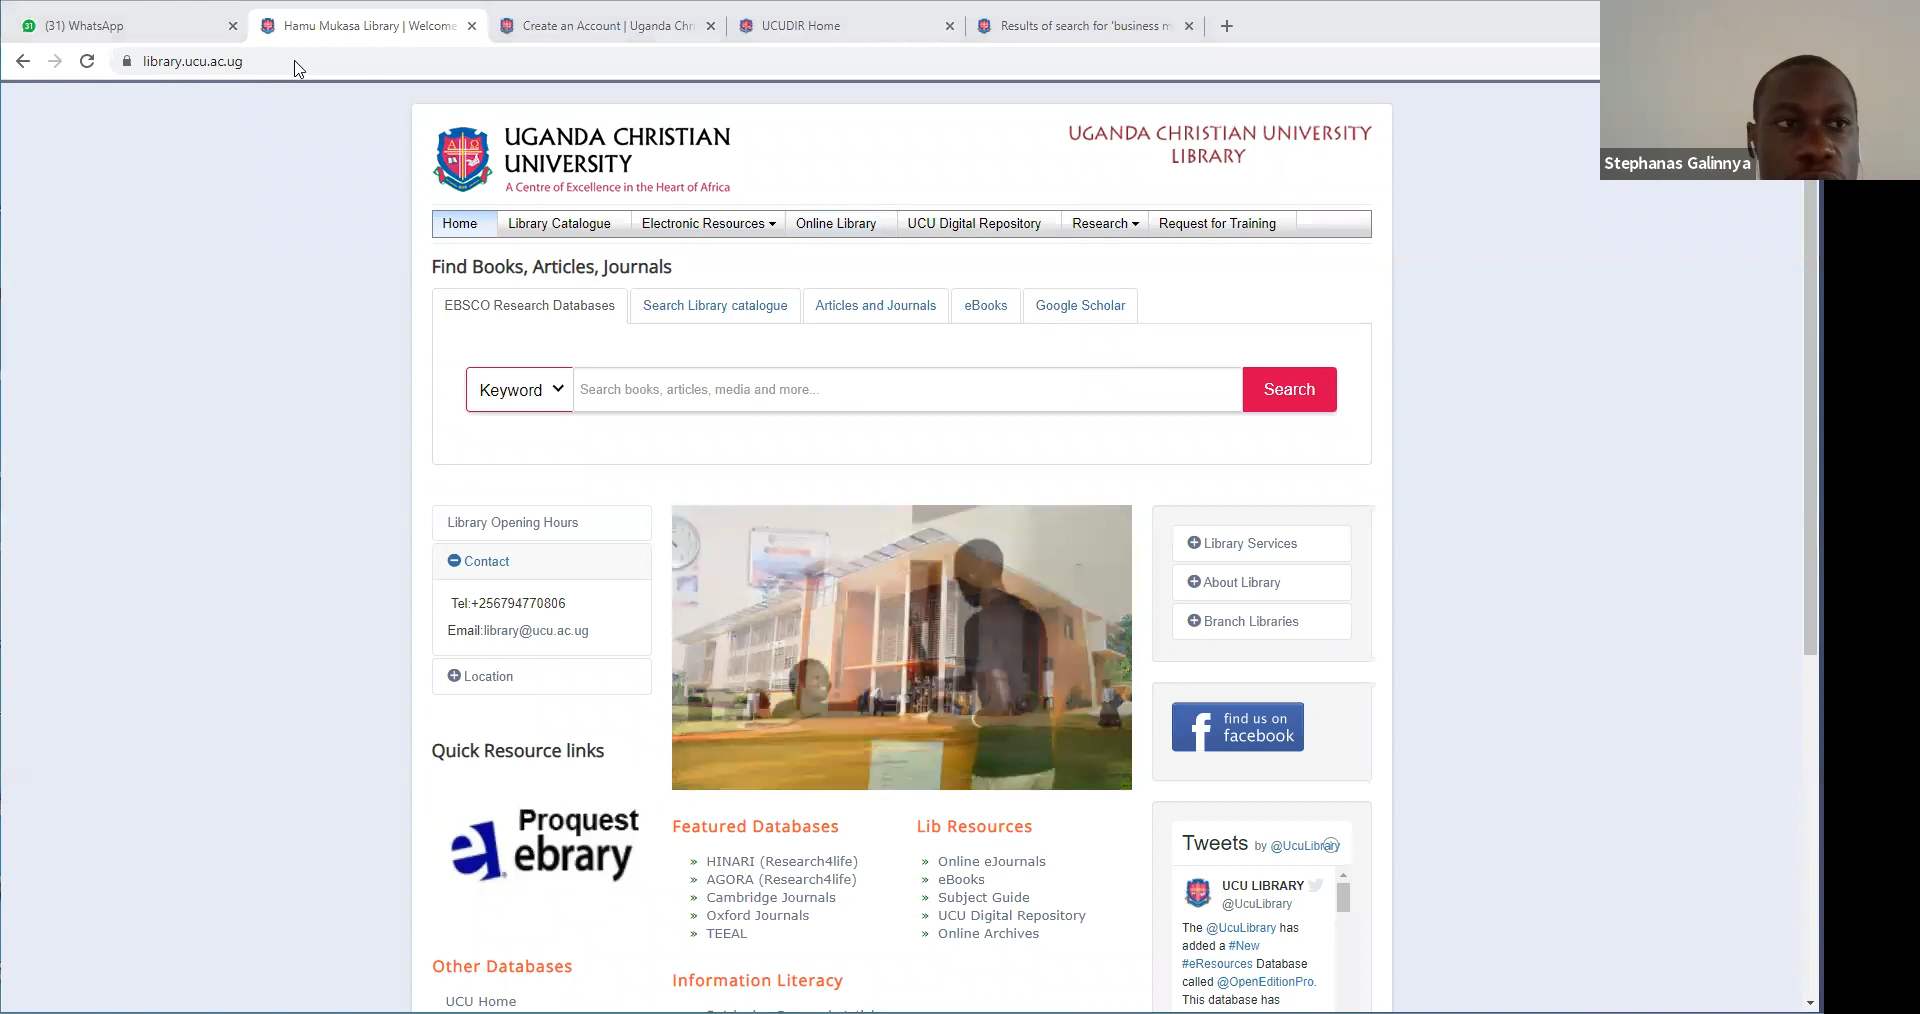 (31) WhatsApp
Hamu Mukasa Library | Welcome
Create an Account | Uganda Chri
UCUDIR Home
Results of search for 'business m
library.ucu.ac.ug
Stephanas Galinnya
UGANDA CHRISTIAN
UNIVERSITY
A Centre of Excellence in the Heart of Africa
UGANDA CHRISTIAN UNIVERSITY
LIBRARY
Home
Library Catalogue
Electronic Resources
Online Library
UCU Digital Repository
Research
Request for Training
Find Books, Articles, Journals
EBSCO Research Databases
Search Library catalogue
Articles and Journals
eBooks
Google Scholar
Keyword
Search books, articles, media and more...
Search
Library Opening Hours
Contact
Tel:+256794770806
Email:library@ucu.ac.ug
Location
Library Services
About Library
Branch Libraries
find us on
facebook
Quick Resource links
Proquest
ebrary
Featured Databases
» HINARI (Research4life)
» AGORA (Research4life)
» Cambridge Journals
» Oxford Journals
» TEEAL
Lib Resources
» Online eJournals
» eBooks
» Subject Guide
» UCU Digital Repository
» Online Archives
Tweets by @UcuLibrary
UCU LIBRARY
@UcuLibrary
The @UcuLibrary has
added a #New
#eResources Database
called @OpenEditionPro.
This database has
Other Databases
UCU Home
Information Literacy